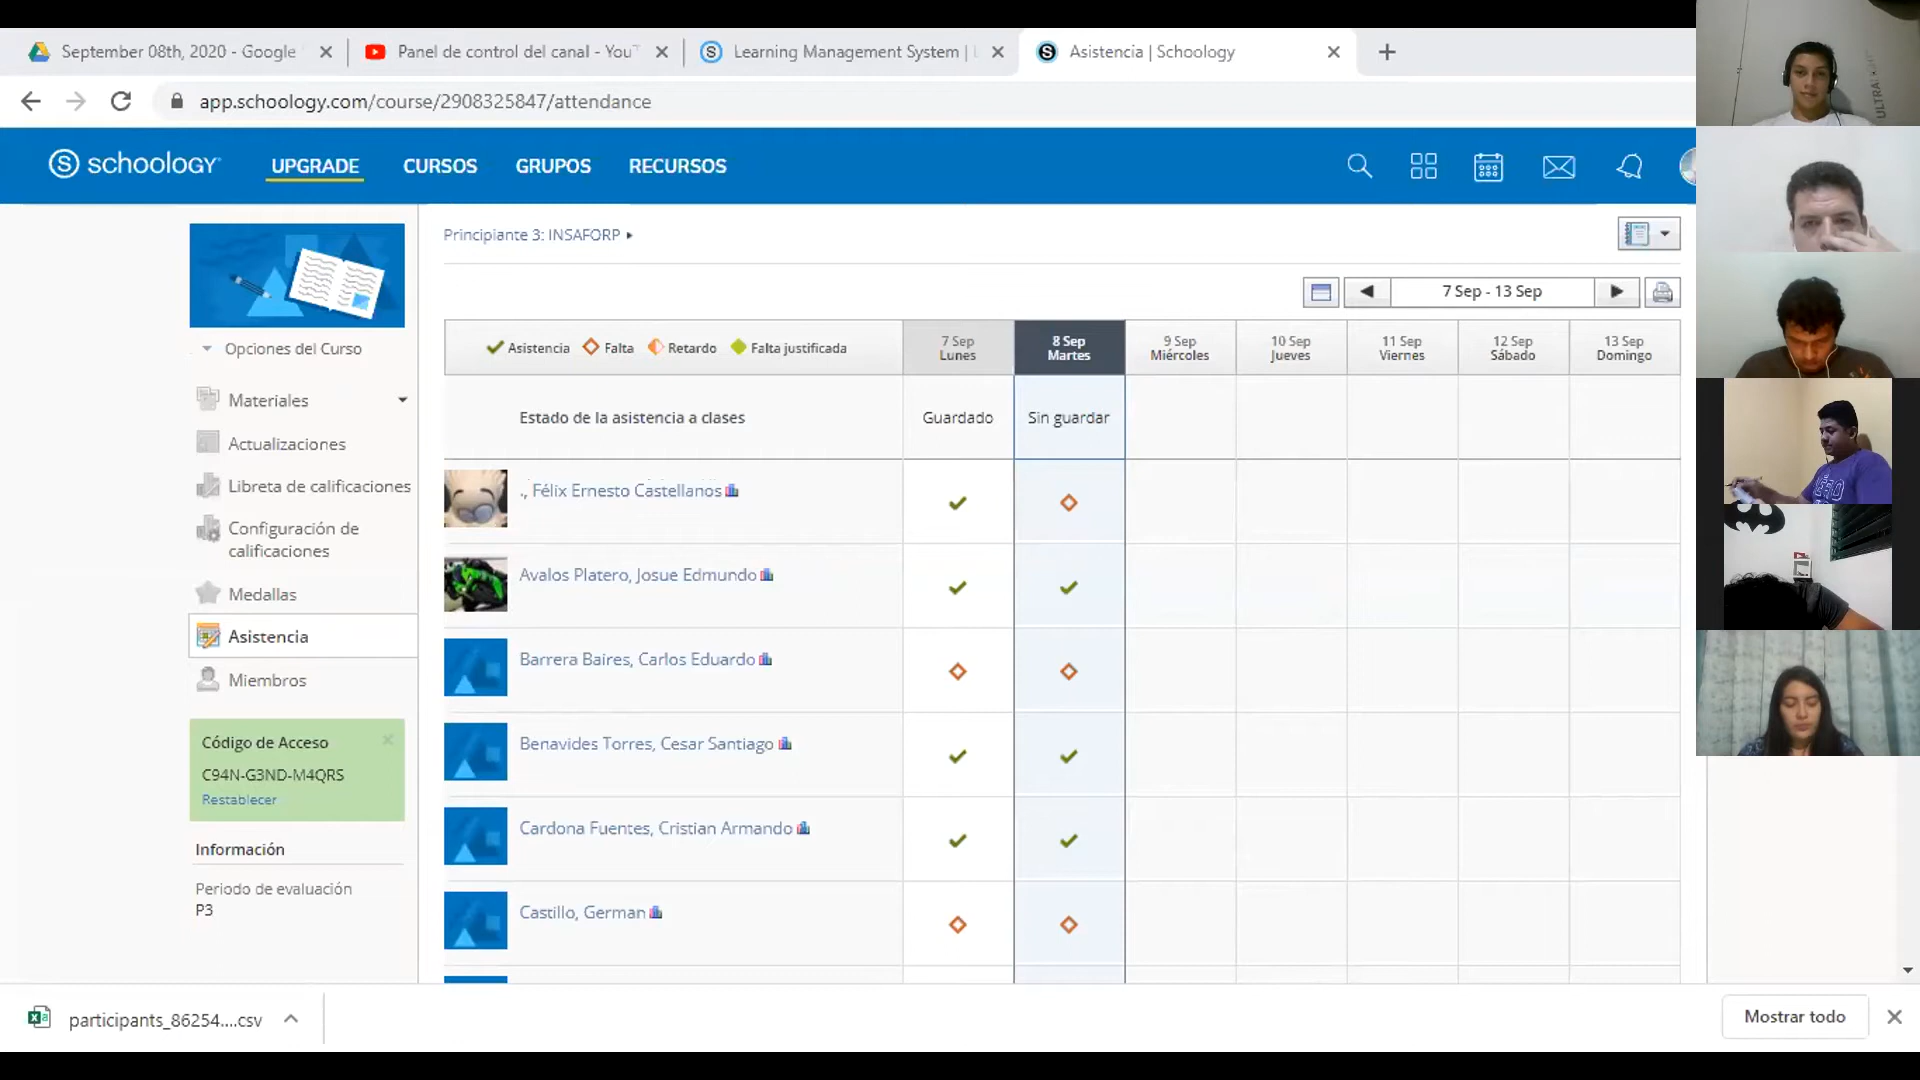 September 08th, 2020 - Google
Panel de control del canal - YouT
Learning Management System |
Asistencia | Schoology
app.schoology.com/course/2908325847/attendance
schoology
UPGRADE
CURSOS
GRUPOS
RECURSOS
Principiante 3: INSAFORP
7 Sep - 13 Sep
Opciones del Curso
Materiales
Actualizaciones
Libreta de calificaciones
Configuración de
calificaciones
Medallas
Asistencia
Miembros
Código de Acceso
C94N-G3ND-M4QRS
Restablecer
Información
Periodo de evaluación
P3
Asistencia Falta Retardo Falta justificada
7 Sep
Lunes
8 Sep
Martes
9 Sep
Miércoles
10 Sep
Jueves
11 Sep
Viernes
12 Sep
Sábado
13 Sep
Domingo
Estado de la asistencia a clases
Guardado
Sin guardar
., Félix Ernesto Castellanos
Avalos Platero, Josue Edmundo
Barrera Baires, Carlos Eduardo
Benavides Torres, Cesar Santiago
Cardona Fuentes, Cristian Armando
Castillo, German
participants_86254....csv
Mostrar todo